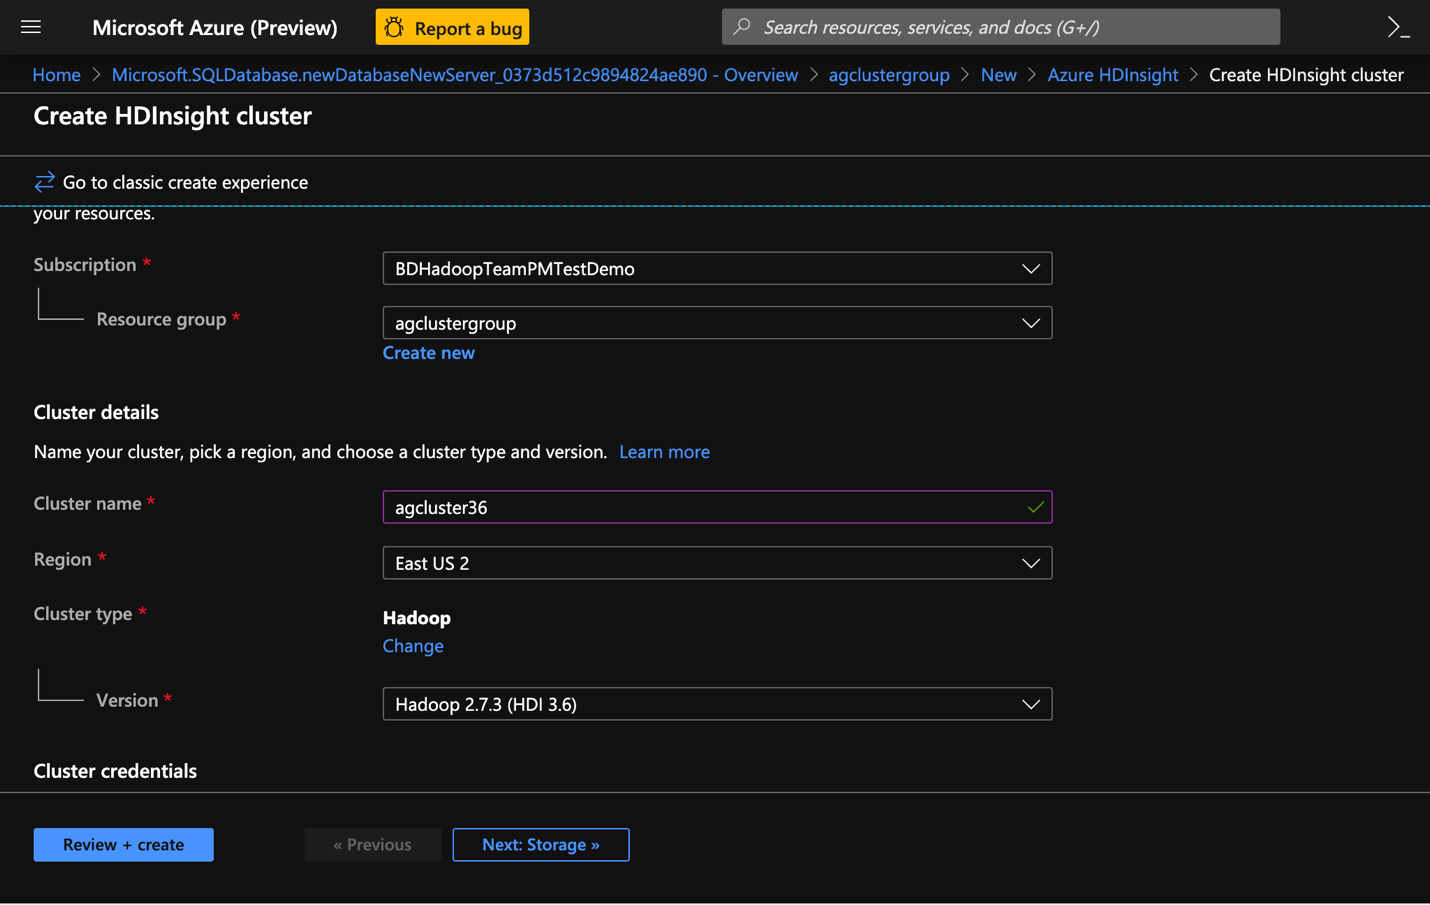 Microsoft Azure (Preview)
Report a bug
Search resources, services, and docs (G+/)
Home > Microsoft.SQLDatabase.newDatabaseNewServer_0373d512c9894824ae890 - Overview > agclustergroup > New > Azure HDInsight > Create HDInsight cluster
Create HDInsight cluster
Go to classic create experience
your resources.
Subscription *
BDHadoopTeamPMTestDemo
Resource group *
agclustergroup
Create new
Cluster details
Name your cluster, pick a region, and choose a cluster type and version. Learn more
Cluster name *
agcluster36
Region *
East US 2
Cluster type *
Hadoop
Change
Version *
Hadoop 2.7.3 (HDI 3.6)
Cluster credentials
Review + create
« Previous
Next: Storage »